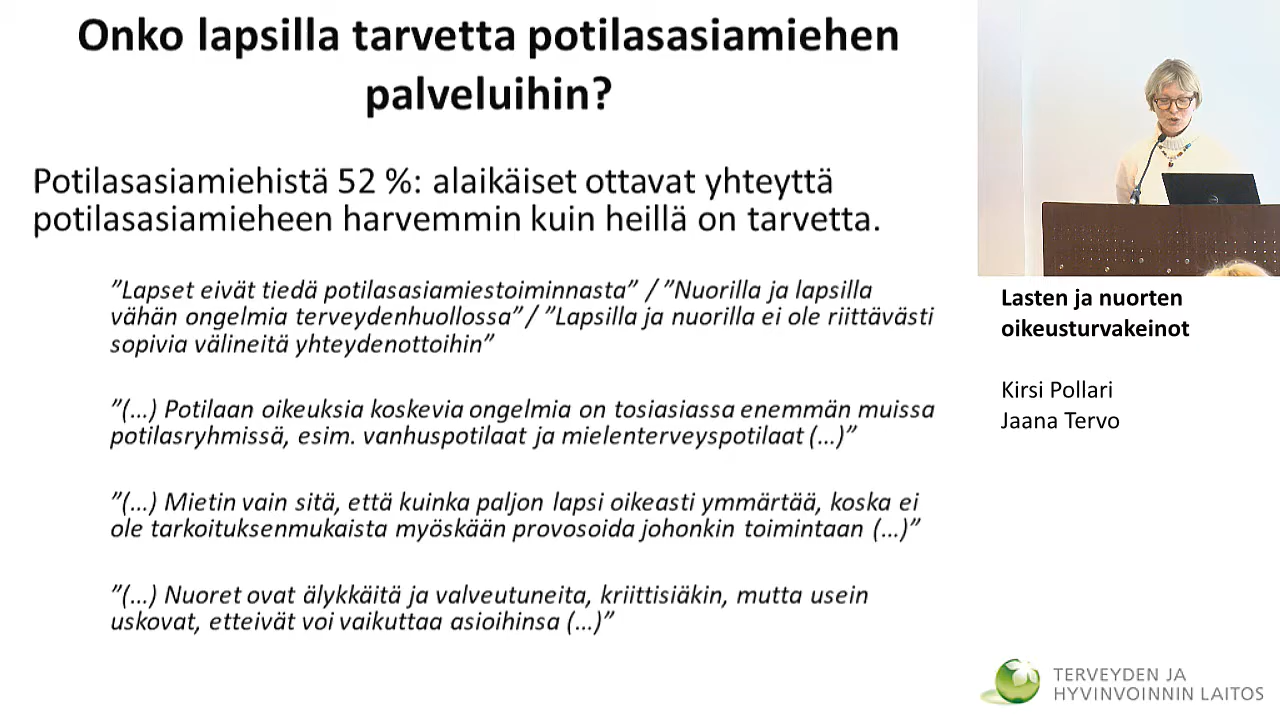 Onko lapsilla tarvetta potilasasiamiehen
palveluihin?
Potilasasiamiehistä 52 %: alaikäiset ottavat yhteyttä
potilasasiamieheen harvemmin kuin heillä on tarvetta.
”Lapset eivät tiedä potilasasiamiestoiminnasta” / ”Nuorilla ja lapsilla
vähän ongelmia terveydenhuollossa”/ ”Lapsilla ja nuorilla ei ole riittävästi
sopivia välineitä yhteydenottoihin”
”(…) Potilaan oikeuksia koskevia ongelmia on tosiasiassa enemmän muissa
potilasryhmissä, esim. vanhuspotilaat ja mielenterveyspotilaat (…)”
”(…) Mietin vain sitä, että kuinka paljon lapsi oikeasti ymmärtää, koska ei
ole tarkoituksenmukaista myöskään provosoida johonkin toimintaan (…)”
”(…) Nuoret ovat älykkäitä ja valveutuneita, kriittisiäkin, mutta usein
uskovat, etteivät voi vaikuttaa asioihinsa (…)”
Lasten ja nuorten
oikeusturvakeinot
Kirsi Pollari
Jaana Tervo
TERVEYDEN JA
HYVINVOINNIN LAITOS